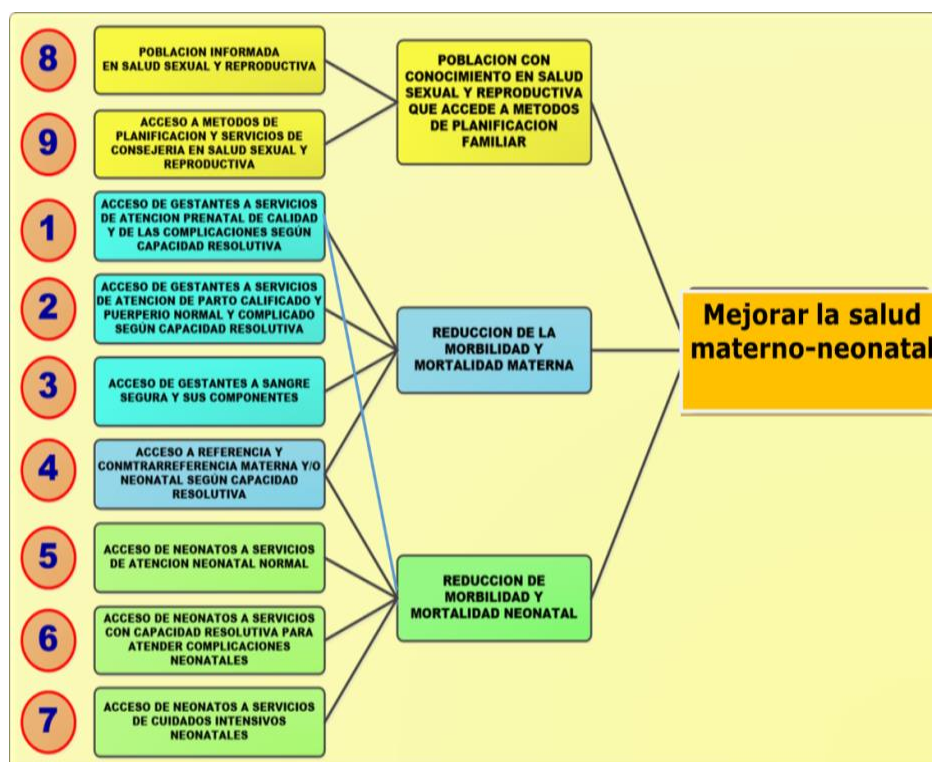 8
POBLACION INFORMADA
EN SALUD SEXUAL Y REPRODUCTIVA
9
ACCESO A METODOS DE
PLANIFICACION Y SERVICIOS DE
CONSEJERIA EN SALUD SEXUAL Y
REPRODUCTIVA
1
ACCESO DE GESTANTES A SERVICIOS
DE ATENCION PRENATAL DE CALIDAD
Y DE LAS COMPLICACIONES SEGÚN
CAPACIDAD RESOLUTIVA
2
ACCESO DE GESTANTES A SERVICIOS
DE ATENCION DE PARTO CALIFICADO Y
PUERPERIO NORMAL Y COMPLICADO
SEGÚN CAPACIDAD RESOLUTIVA
3
ACCESO DE GESTANTES A SANGRE
SEGURA Y SUS COMPONENTES
4
ACCESO A REFERENCIA Y
CONMTRARREFERENCIA MATERNA Y/O
NEONATAL SEGÚN CAPACIDAD
RESOLUTIVA
5
ACCESO DE NEONATOS A SERVICIOS
DE ATENCION NEONATAL NORMAL
6
ACCESO DE NEONATOS A SERVICIOS
CON CAPACIDAD RESOLUTIVA PARA
ATENDER COMPLICACIONES
NEONATALES
7
ACCESO DE NEONATOS A SERVICIOS
DE CUIDADOS INTENSIVOS
NEONATALES
POBLACION CON
CONOCIMIENTO EN SALUD
SEXUAL Y REPRODUCTIVA
QUE ACCEDE A METODOS
DE PLANIFICACION
FAMILIAR
REDUCCION DE LA
MORBILIDAD Y
MORTALIDAD MATERNA
REDUCCION DE
MORBILIDAD Y
MORTALIDAD NEONATAL
Mejorar la salud
materno-neonatal